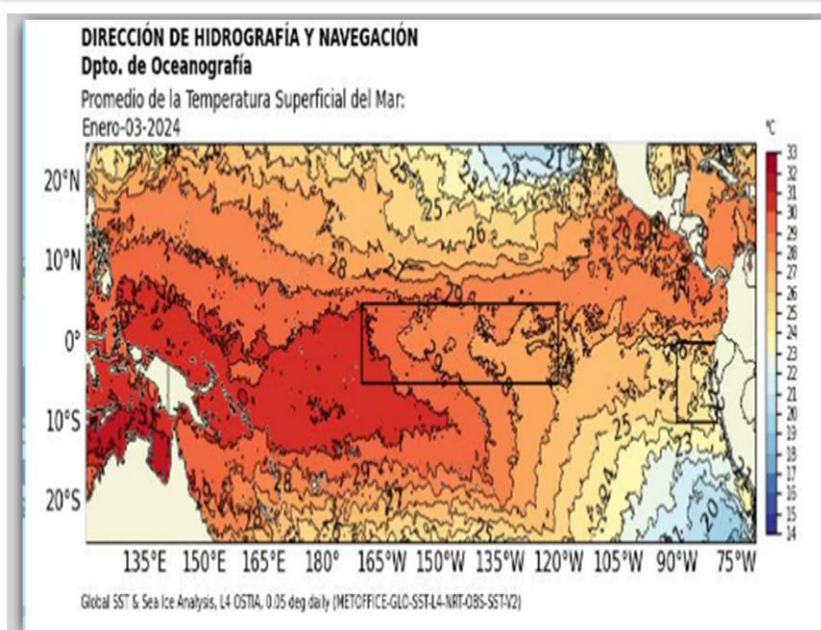 DIRECCIÓN DE HIDROGRAFÍA Y NAVEGACIÓN
Dpto. de Oceanografía
Promedio de la Temperatura Superficial del Mar:
Enero-03-2024
°C
33
32
31
30
29
28
27
26
25
24
23
22
21
20
19
18
17
16
15
14
20°N
10°N
0°
10°S
20°S
25
26
28
29
25
23
24
20
28
29
27
135°E 150°E 165°E 180° 165°W 150°W 135°W 120°W 105°W 90°W 75°W
Global SST & Sea Ice Analysis, L4 OSTIA, 0.05 deg daily (METOFFICE-GLO-SST-L4-NRT-OBS-SST-V2)